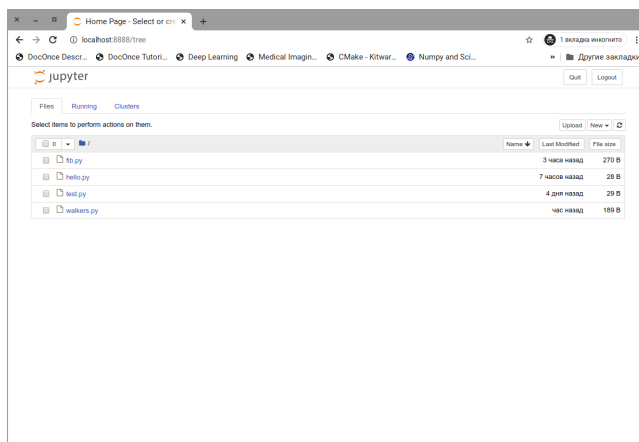 Home Page - Select or cre
localhost:8888/tree
1 вкладка инкогнито
DocOnce Descr... DocOnce Tutori... Deep Learning Medical Imagin... CMake - Kitwar... Numpy and Sci... » Другие закладки
jupyter Quit Logout
Files Running Clusters
Select items to perform actions on them. Upload New
0 / Name Last Modified File size
fib.py 3 часа назад 270 B
hello.py 7 часов назад 28 B
test.py 4 дня назад 29 B
walkers.py час назад 189 B